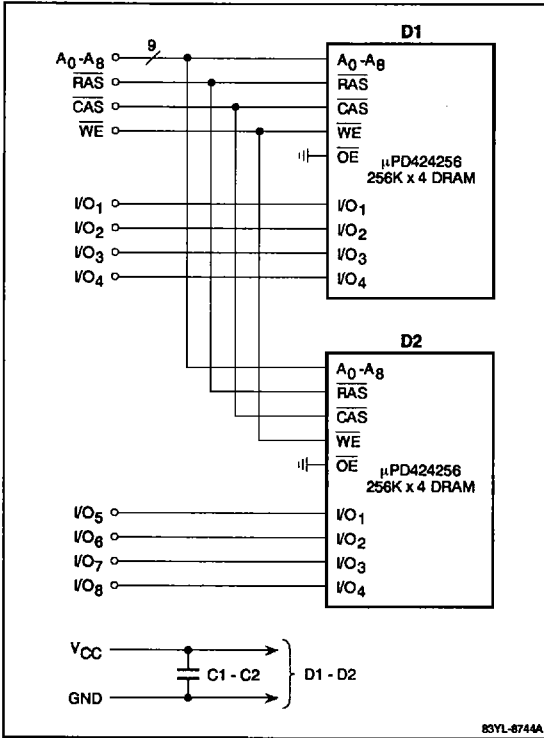 D1
9
A0-A8
RAS
CAS
WE
I/O1
I/O2
I/O3
I/O4
A0-A8
RAS
CAS
WE
OE
μPD424256
256K x 4 DRAM
I/O1
I/O2
I/O3
I/O4
D2
A0-A8
RAS
CAS
WE
OE
μPD424256
256K x 4 DRAM
I/O5
I/O6
I/O7
I/O8
I/O1
I/O2
I/O3
I/O4
VCC
C1 - C2
D1 - D2
GND
83YL-8744A